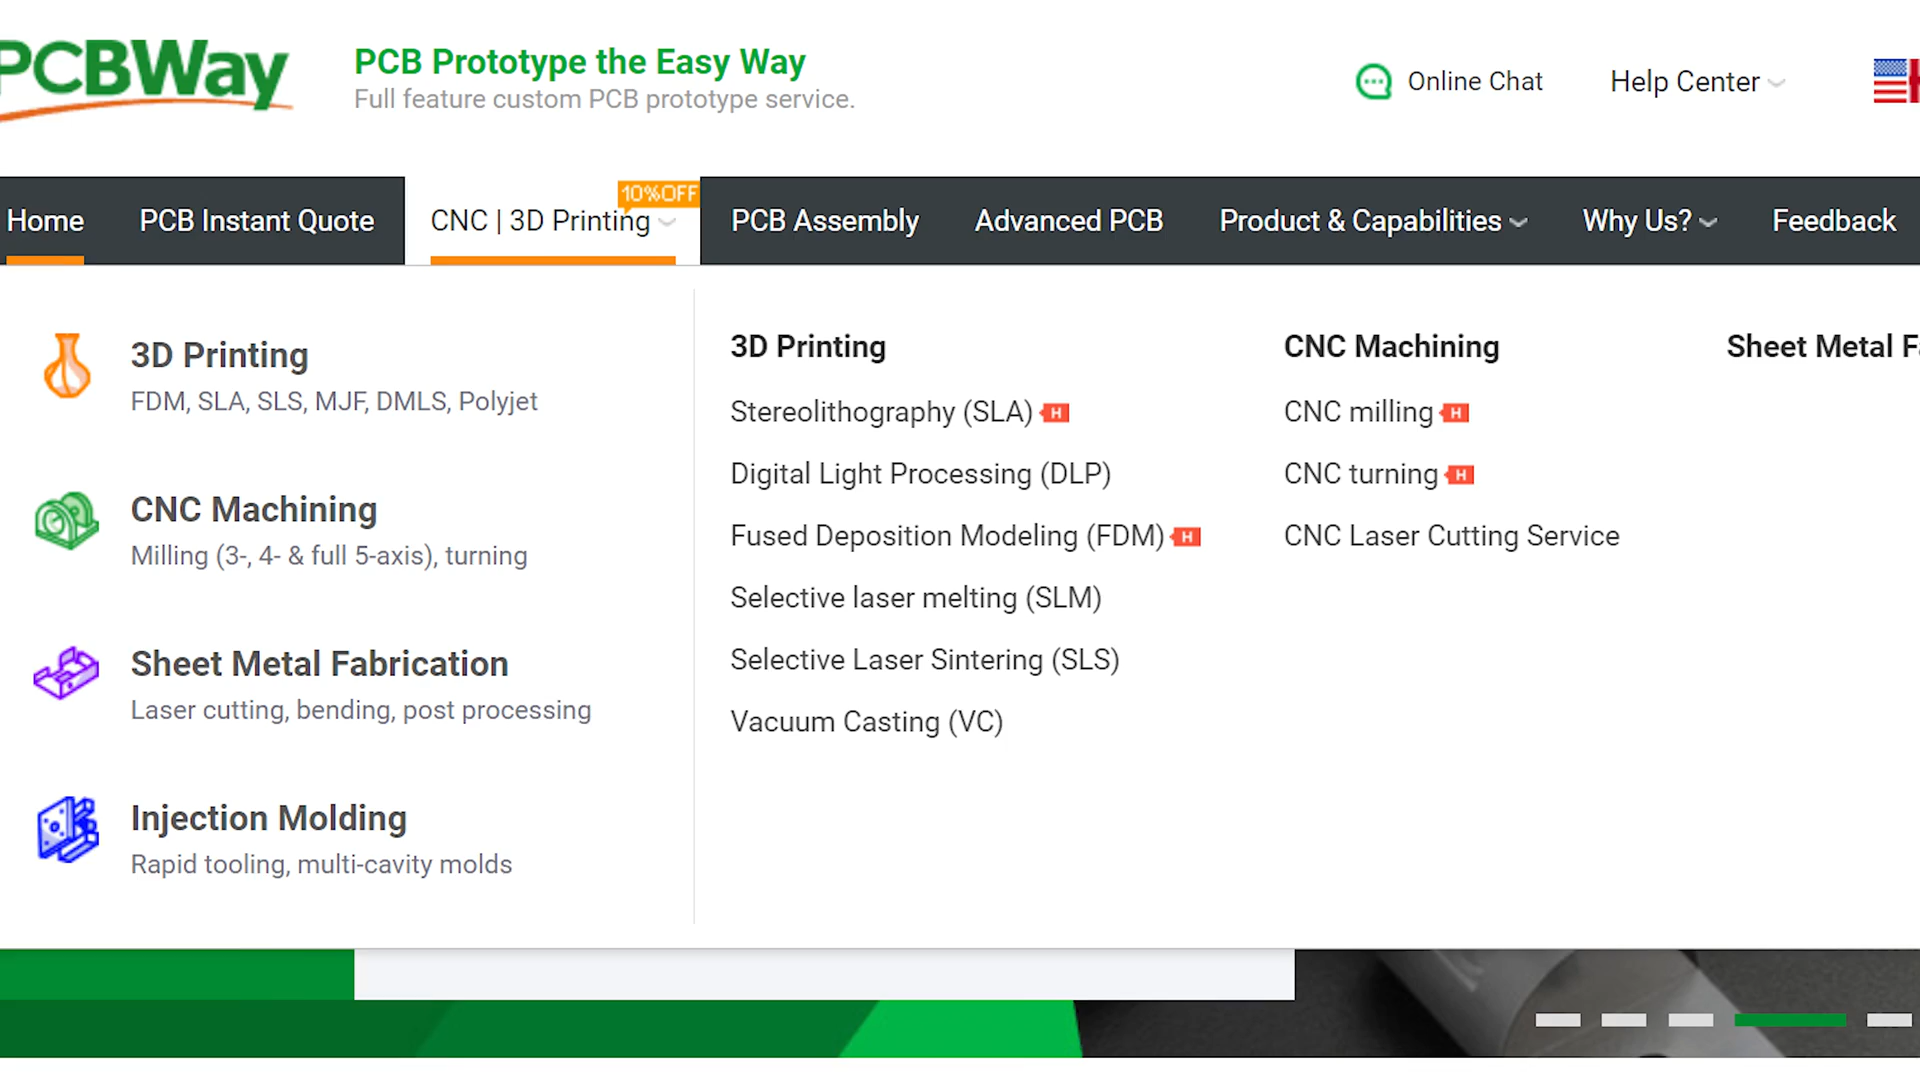 PCBWay
PCB Prototype the Easy Way
Full feature custom PCB prototype service.
Online Chat
Help Center
Home
PCB Instant Quote
CNC | 3D Printing
10%OFF
PCB Assembly
Advanced PCB
Product & Capabilities
Why Us?
Feedback
3D Printing
FDM, SLA, SLS, MJF, DMLS, Polyjet
CNC Machining
Milling (3-, 4- & full 5-axis), turning
Sheet Metal Fabrication
Laser cutting, bending, post processing
Injection Molding
Rapid tooling, multi-cavity molds
3D Printing
Stereolithography (SLA) H
Digital Light Processing (DLP)
Fused Deposition Modeling (FDM) H
Selective laser melting (SLM)
Selective Laser Sintering (SLS)
Vacuum Casting (VC)
CNC Machining
CNC milling H
CNC turning H
CNC Laser Cutting Service
Sheet Metal Fa